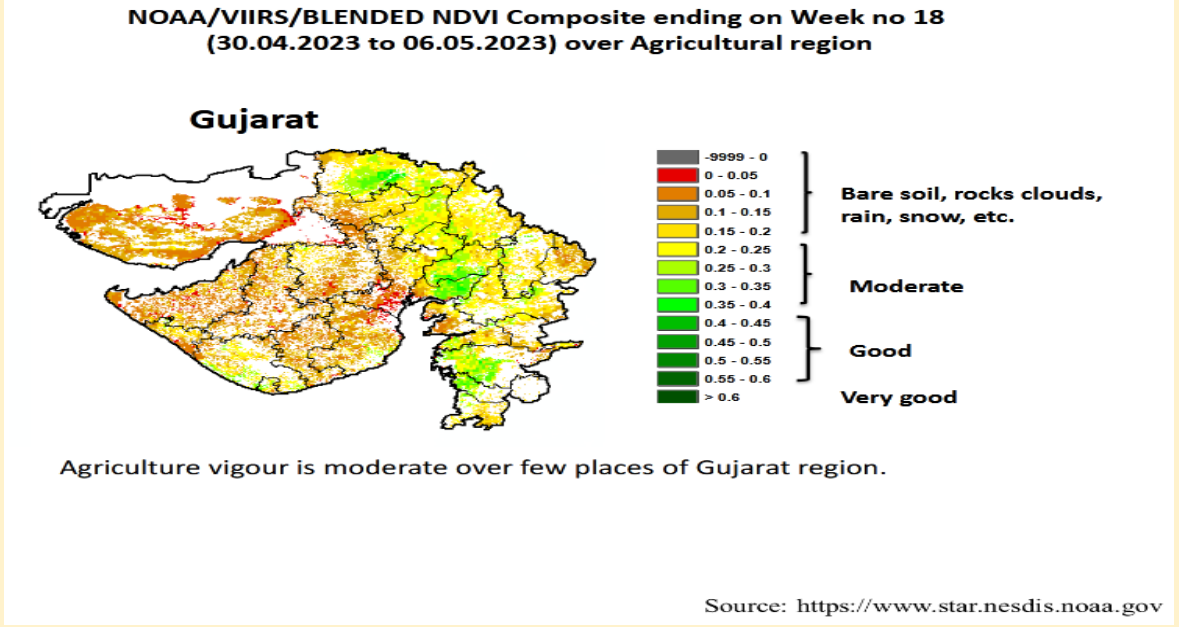 NOAA/VIIRS/BLENDED NDVI Composite ending on Week no 18
(30.04.2023 to 06.05.2023) over Agricultural region
Gujarat
-9999 - 0
0 - 0.05
0.05 - 0.1
0.1 - 0.15
0.15 - 0.2
0.2 - 0.25
0.25 - 0.3
0.3 - 0.35
0.35 - 0.4
0.4 - 0.45
0.45 - 0.5
0.5 - 0.55
0.55 - 0.6
> 0.6
Bare soil, rocks clouds,
rain, snow, etc.
Moderate
Good
Very good
Agriculture vigour is moderate over few places of Gujarat region.
Source: https://www.star.nesdis.noaa.gov